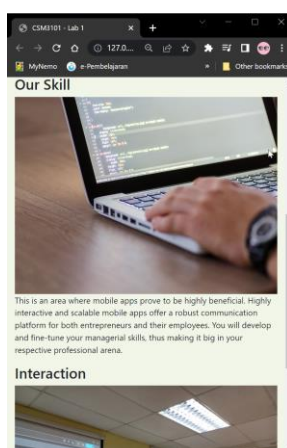 CSM3101 - Lab 1
127.0...
MyNemo e-Pembelajaran » Other bookmarks
Our Skill
This is an area where mobile apps prove to be highly beneficial. Highly
interactive and scalable mobile apps offer a robust communication
platform for both entrepreneurs and their employees. You will develop
and fine-tune your managerial skills, thus making it big in your
respective professional arena.
Interaction